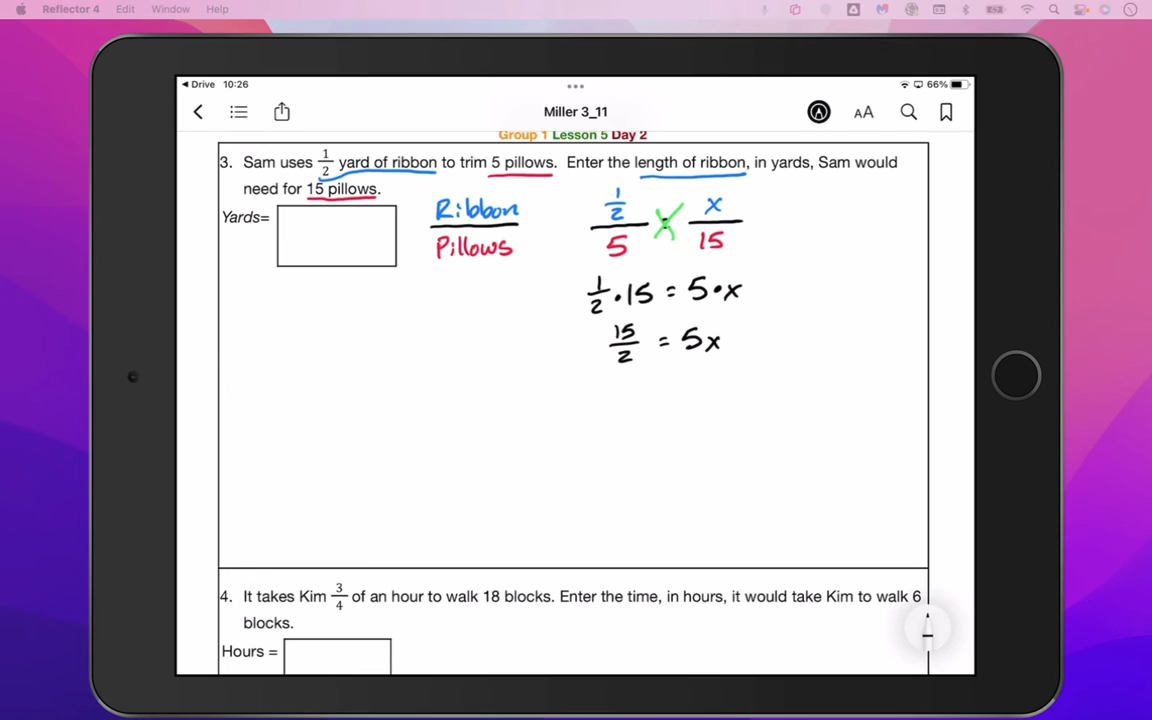 Reflector 4 Edit Window Help
Drive 10:26 66%
Miller 3_11
AA
Group 1 Lesson 5 Day 2
3. Sam uses 1/2 yard of ribbon to trim 5 pillows. Enter the length of ribbon, in yards, Sam would
need for 15 pillows.
Yards=
Ribbon
Pillows
1/2 / 5 = x / 15
1/2 • 15 = 5 • x
15/2 = 5x
4. It takes Kim 3/4 of an hour to walk 18 blocks. Enter the time, in hours, it would take Kim to walk 6
blocks.
Hours =